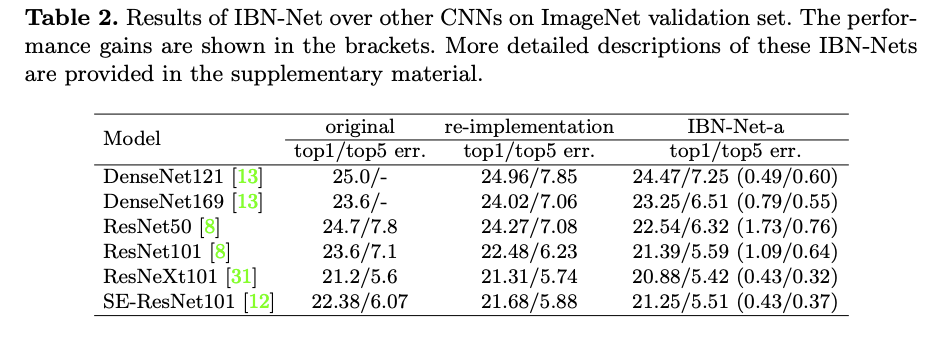 Table 2. Results of IBN-Net over other CNNs on ImageNet validation set. The perfor-
mance gains are shown in the brackets. More detailed descriptions of these IBN-Nets
are provided in the supplementary material.
Model original re-implementation IBN-Net-a
top1/top5 err. top1/top5 err. top1/top5 err.
DenseNet121 [13] 25.0/- 24.96/7.85 24.47/7.25 (0.49/0.60)
DenseNet169 [13] 23.6/- 24.02/7.06 23.25/6.51 (0.79/0.55)
ResNet50 [8] 24.7/7.8 24.27/7.08 22.54/6.32 (1.73/0.76)
ResNet101 [8] 23.6/7.1 22.48/6.23 21.39/5.59 (1.09/0.64)
ResNeXt101 [31] 21.2/5.6 21.31/5.74 20.88/5.42 (0.43/0.32)
SE-ResNet101 [12] 22.38/6.07 21.68/5.88 21.25/5.51 (0.43/0.37)